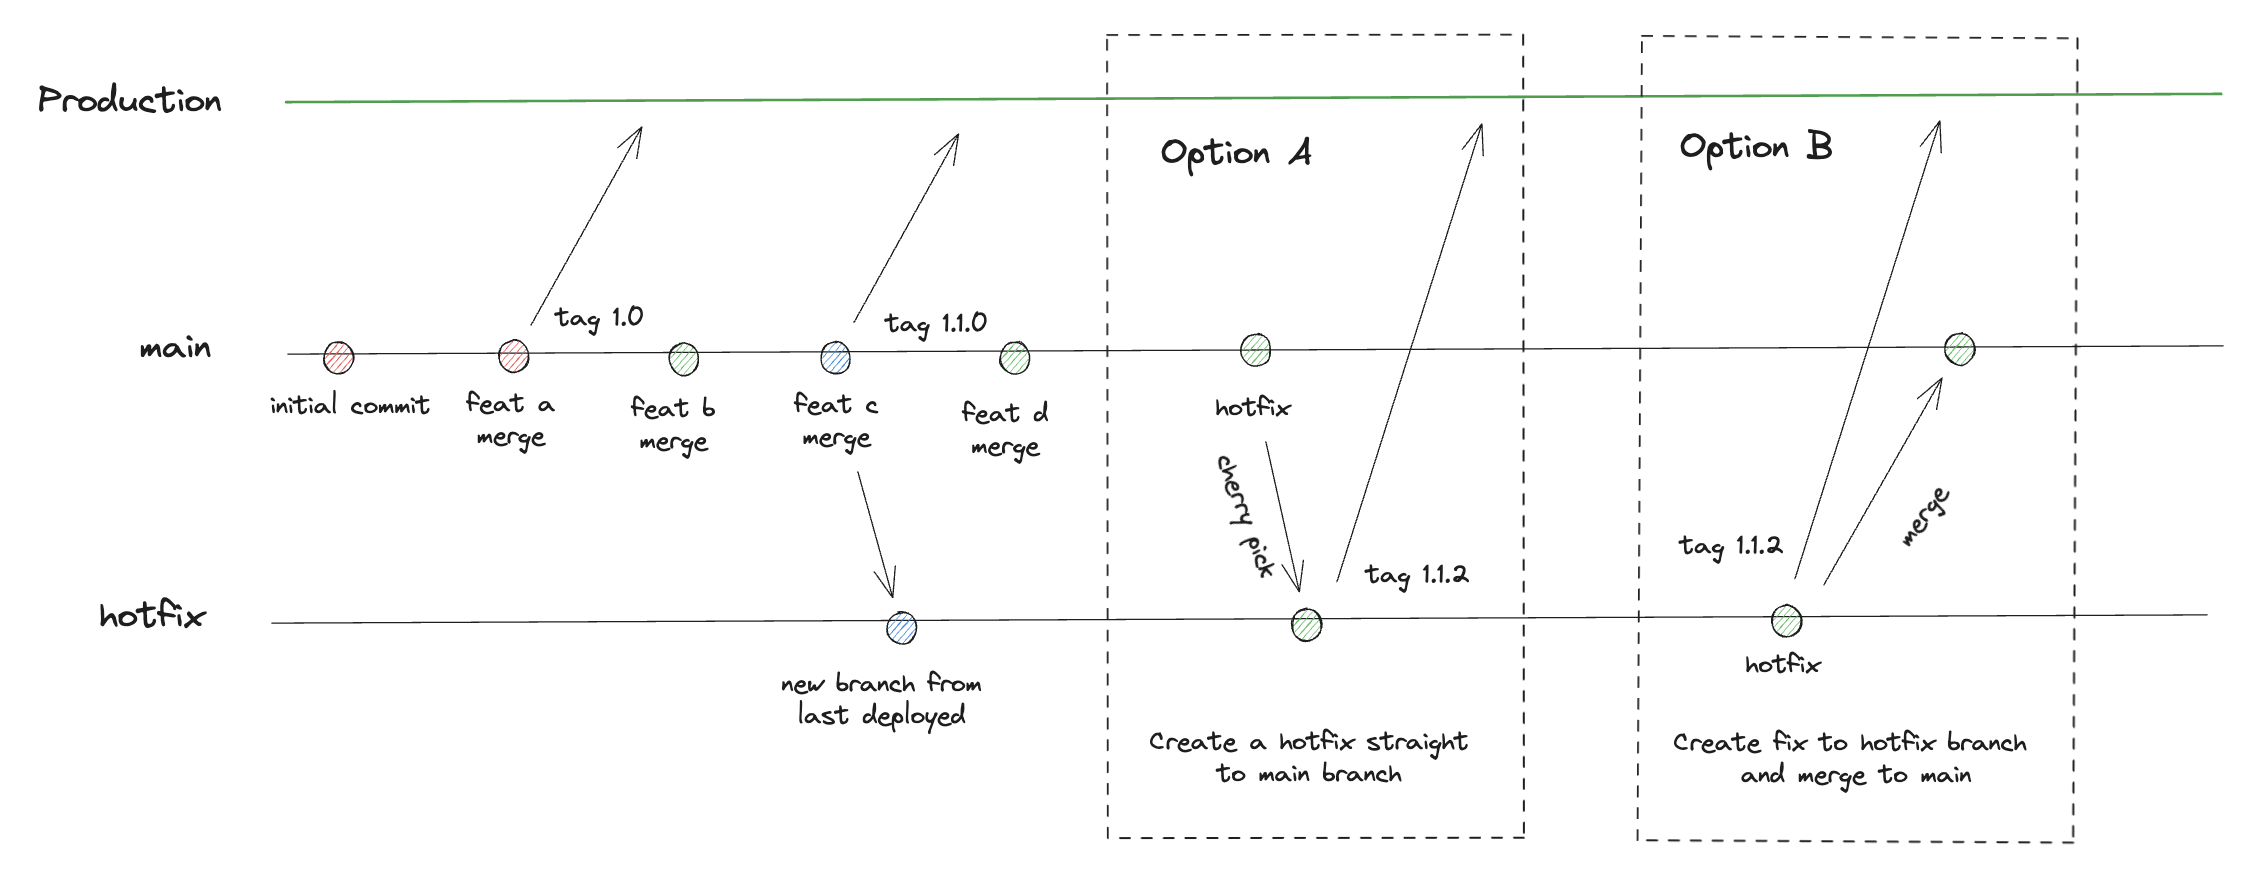 Production
Option A
Option B
tag 1.0
tag 1.1.0
main
initial commit
feat a
merge
feat b
merge
feat c
merge
feat d
merge
hotfix
cherry pick
tag 1.1.2
tag 1.1.2
merge
hotfix
hotfix
new branch from
last deployed
Create a hotfix straight
to main branch
Create fix to hotfix branch
and merge to main